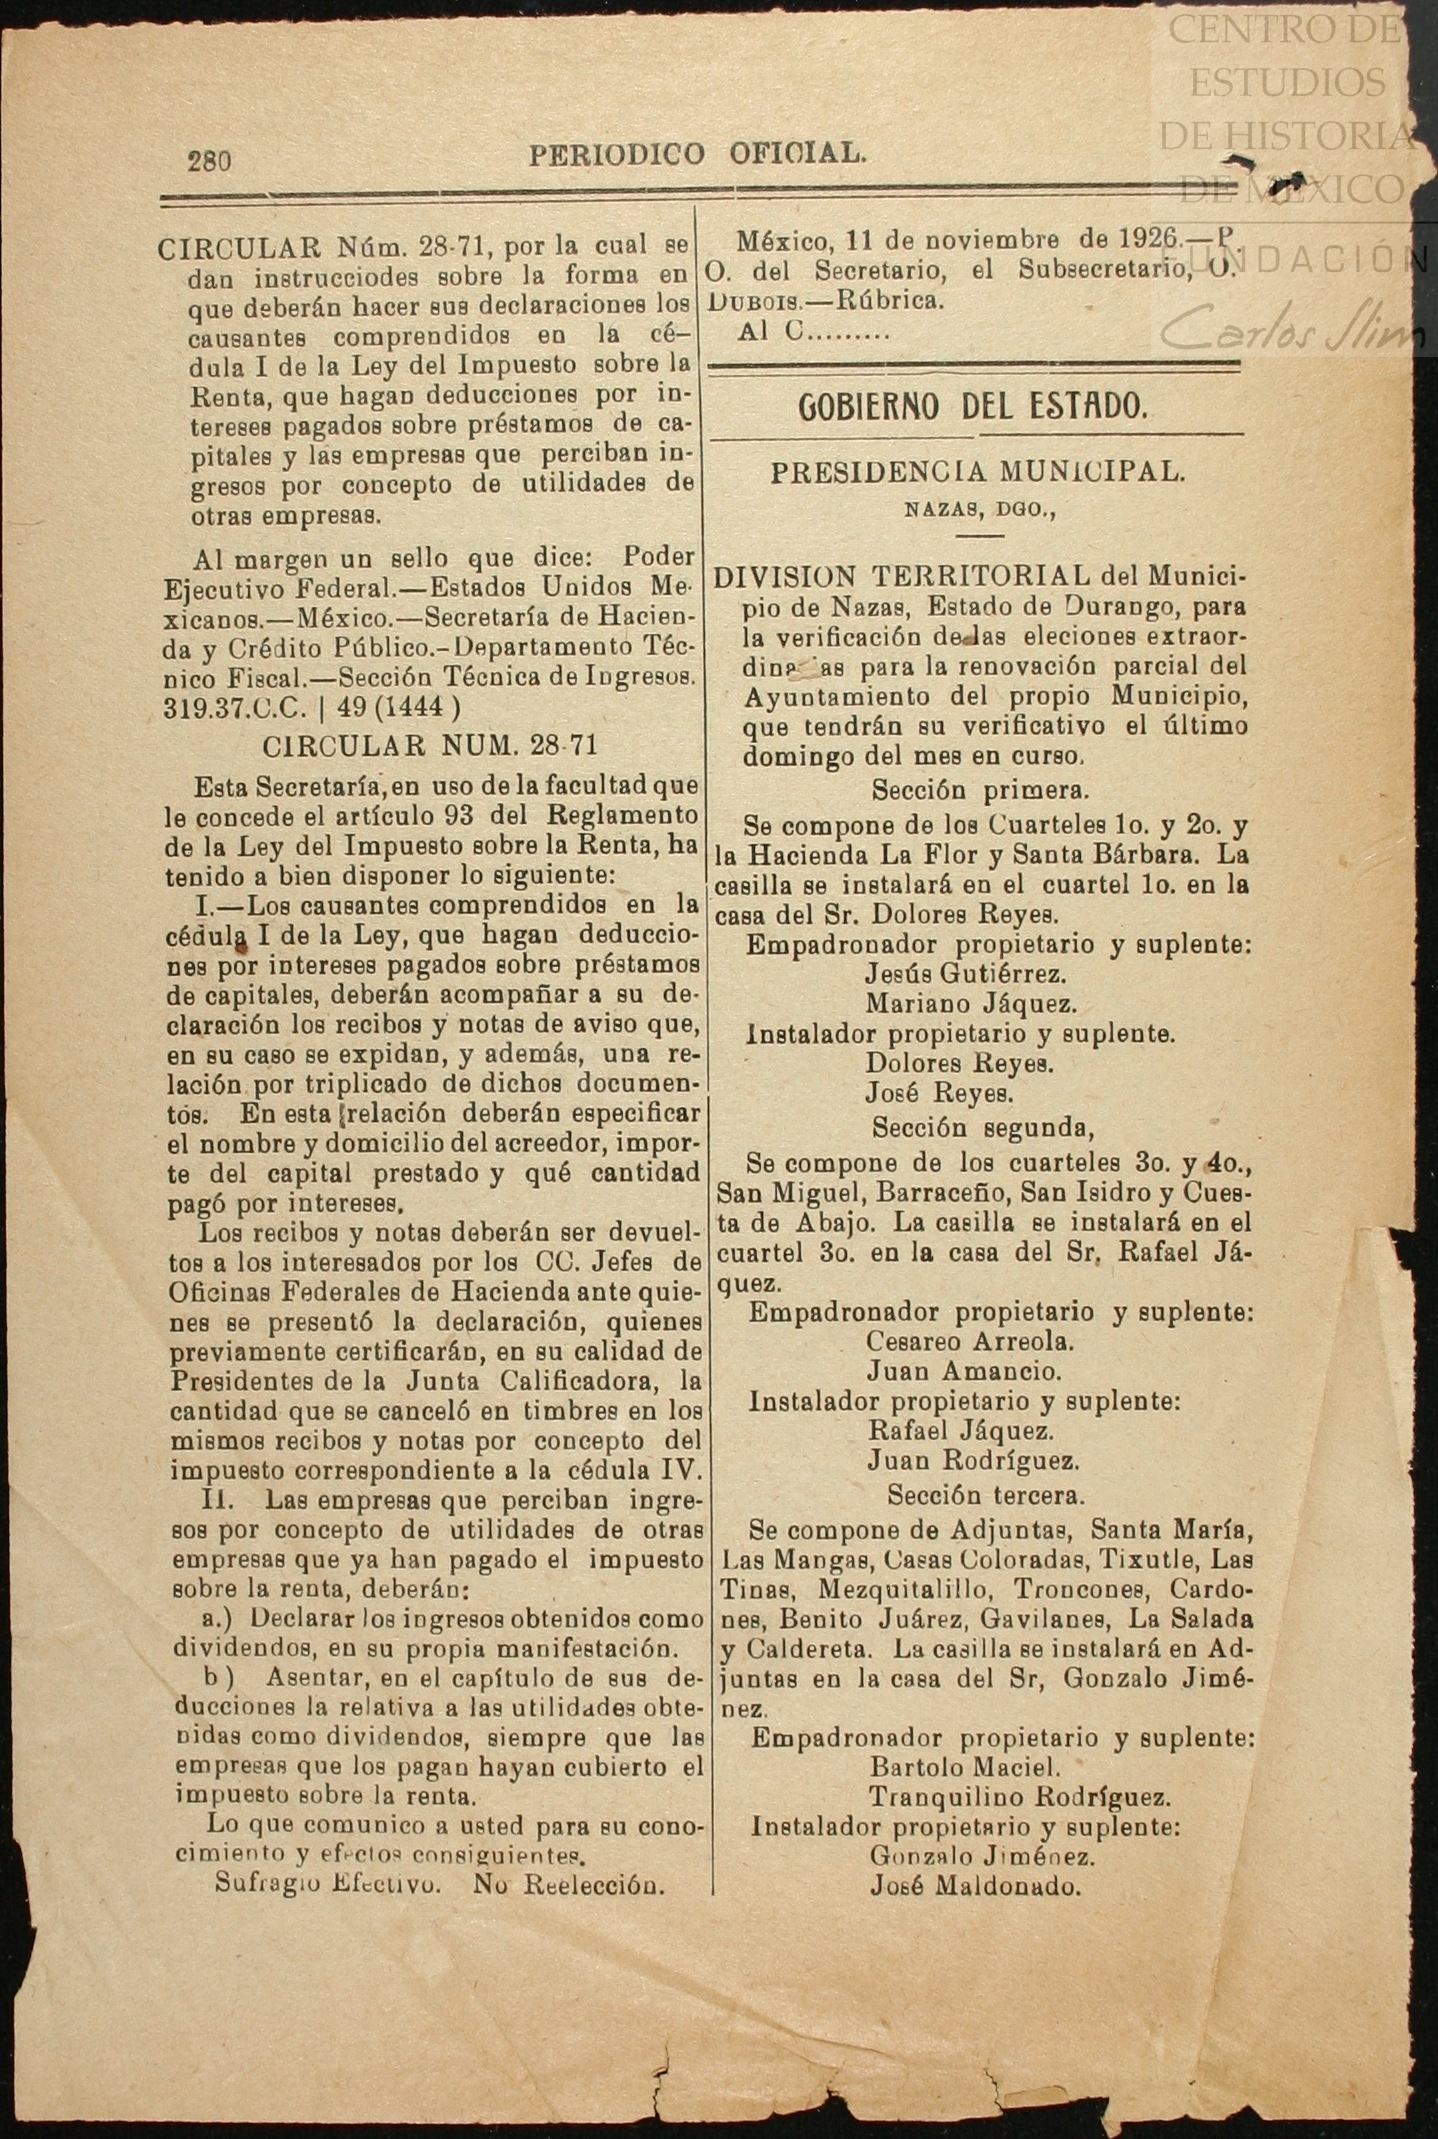 CENTRO DE
ESTUDIOS
DE HISTORIA
DE MÉXICO
FUNDACIÓN
Carlos Slim
280
PERIODICO OFICIAL.
CIRCULAR Núm. 28-71, por la cual se
dan instrucciodes sobre la forma en
que deberán hacer sus declaraciones los
causantes comprendidos en la cé–
dula I de la Ley del Impuesto sobre la
Renta, que hagan deducciones por in-
tereses pagados sobre préstamos de ca-
pitales y las empresas que perciban in-
gresos por concepto de utilidades de
otras empresas.
Al margen un sello que dice: Poder
Ejecutivo Federal.—Estados Unidos Me-
xicanos.—México.—Secretaría de Hacien-
da y Crédito Público.-Departamento Téc-
nico Fiscal.—Sección Técnica de Ingresos.
319.37.C.C. | 49 (1444 )
CIRCULAR NUM. 28-71
Esta Secretaría, en uso de la facultad que
le concede el artículo 93 del Reglamento
de la Ley del Impuesto sobre la Renta, ha
tenido a bien disponer lo siguiente:
I.—Los causantes comprendidos en la
cédula I de la Ley, que hagan deduccio-
nes por intereses pagados sobre préstamos
de capitales, deberán acompañar a su de-
claración los recibos y notas de aviso que,
en su caso se expidan, y además, una re-
lación por triplicado de dichos documen-
tos. En esta relación deberán especificar
el nombre y domicilio del acreedor, impor-
te del capital prestado y qué cantidad
pagó por intereses.
Los recibos y notas deberán ser devuel-
tos a los interesados por los CC. Jefes de
Oficinas Federales de Hacienda ante quie-
nes se presentó la declaración, quienes
previamente certificarán, en su calidad de
Presidentes de la Junta Calificadora, la
cantidad que se canceló en timbres en los
mismos recibos y notas por concepto del
impuesto correspondiente a la cédula IV.
II. Las empresas que perciban ingre-
sos por concepto de utilidades de otras
empresas que ya han pagado el impuesto
sobre la renta, deberán:
a.) Declarar los ingresos obtenidos como
dividendos, en su propia manifestación.
b ) Asentar, en el capítulo de sus de-
ducciones la relativa a las utilidades obte-
nidas como dividendos, siempre que las
empresas que los pagan hayan cubierto el
impuesto sobre la renta.
Lo que comunico a usted para su cono-
cimiento y efectos consiguientes.
Sufragio Efectivo. No Reelección.
México, 11 de noviembre de 1926.—P.
O. del Secretario, el Subsecretario, O.
DUBOIS.—Rúbrica.
Al C.........
GOBIERNO DEL ESTADO.
PRESIDENCIA MUNICIPAL.
NAZAS, DGO.,
DIVISION TERRITORIAL del Munici-
pio de Nazas, Estado de Durango, para
la verificación de las eleciones extraor-
dinarias para la renovación parcial del
Ayuntamiento del propio Municipio,
que tendrán su verificativo el último
domingo del mes en curso.
Sección primera.
Se compone de los Cuarteles 1o. y 2o. y
la Hacienda La Flor y Santa Bárbara. La
casilla se instalará en el cuartel 1o. en la
casa del Sr. Dolores Reyes.
Empadronador propietario y suplente:
Jesús Gutiérrez.
Mariano Jáquez.
Instalador propietario y suplente.
Dolores Reyes.
José Reyes.
Sección segunda,
Se compone de los cuarteles 3o. y 4o.,
San Miguel, Barraceño, San Isidro y Cues-
ta de Abajo. La casilla se instalará en el
cuartel 3o. en la casa del Sr. Rafael Já-
quez.
Empadronador propietario y suplente:
Cesareo Arreola.
Juan Amancio.
Instalador propietario y suplente:
Rafael Jáquez.
Juan Rodríguez.
Sección tercera.
Se compone de Adjuntas, Santa María,
Las Mangas, Casas Coloradas, Tixutle, Las
Tinas, Mezquitalillo, Troncones, Cardo-
nes, Benito Juárez, Gavilanes, La Salada
y Caldereta. La casilla se instalará en Ad-
juntas en la casa del Sr, Gonzalo Jimé-
nez.
Empadronador propietario y suplente:
Bartolo Maciel.
Tranquilino Rodríguez.
Instalador propietario y suplente:
Gonzalo Jiménez.
José Maldonado.